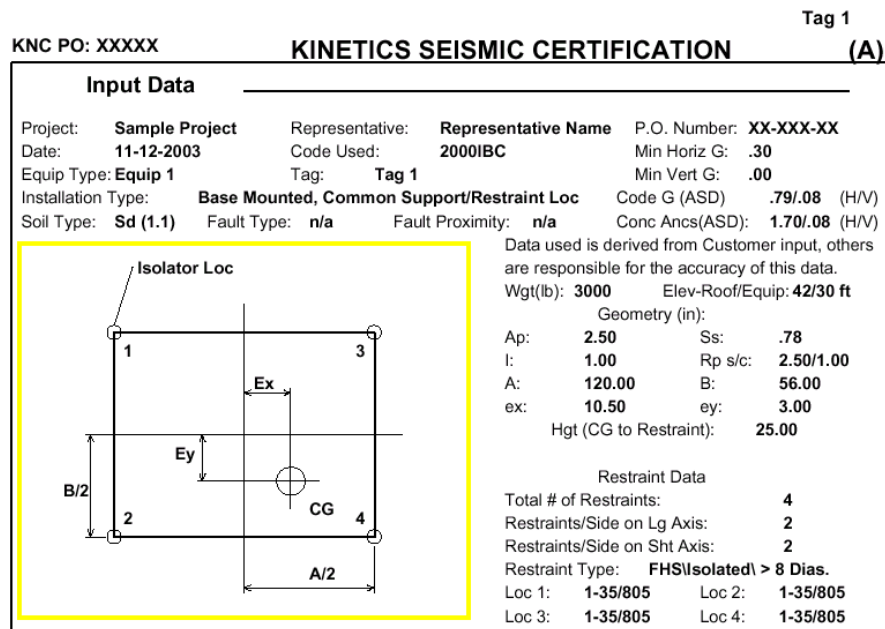 Tag 1
KNC PO: XXXXX KINETICS SEISMIC CERTIFICATION (A)
Input Data
Project: Sample Project Representative: Representative Name P.O. Number: XX-XXX-XX
Date: 11-12-2003 Code Used: 2000IBC Min Horiz G: .30
Equip Type: Equip 1 Tag: Tag 1 Min Vert G: .00
Installation Type: Base Mounted, Common Support/Restraint Loc Code G (ASD) .79/.08 (H/V)
Soil Type: Sd (1.1) Fault Type: n/a Fault Proximity: n/a Conc Ancs(ASD): 1.70/.08 (H/V)
Isolator Loc
1
3
Ex
Ey
B/2
CG
2
4
A/2
Data used is derived from Customer input, others
are responsible for the accuracy of this data.
Wgt(lb): 3000 Elev-Roof/Equip: 42/30 ft
Geometry (in):
Ap: 2.50 Ss: .78
I: 1.00 Rp s/c: 2.50/1.00
A: 120.00 B: 56.00
ex: 10.50 ey: 3.00
Hgt (CG to Restraint): 25.00
Restraint Data
Total # of Restraints: 4
Restraints/Side on Lg Axis: 2
Restraints/Side on Sht Axis: 2
Restraint Type: FHS\Isolated\ > 8 Dias.
Loc 1: 1-35/805 Loc 2: 1-35/805
Loc 3: 1-35/805 Loc 4: 1-35/805